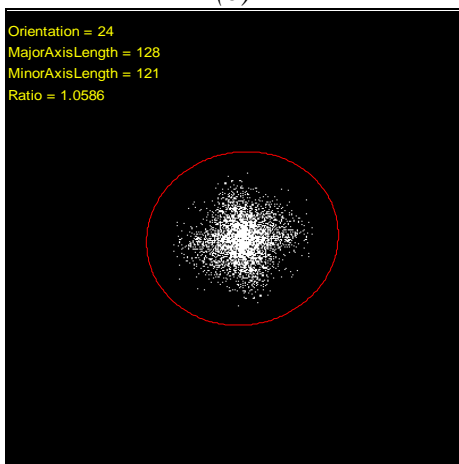 Orientation = 24
MajorAxisLength = 128
MinorAxisLength = 121
Ratio = 1.0586